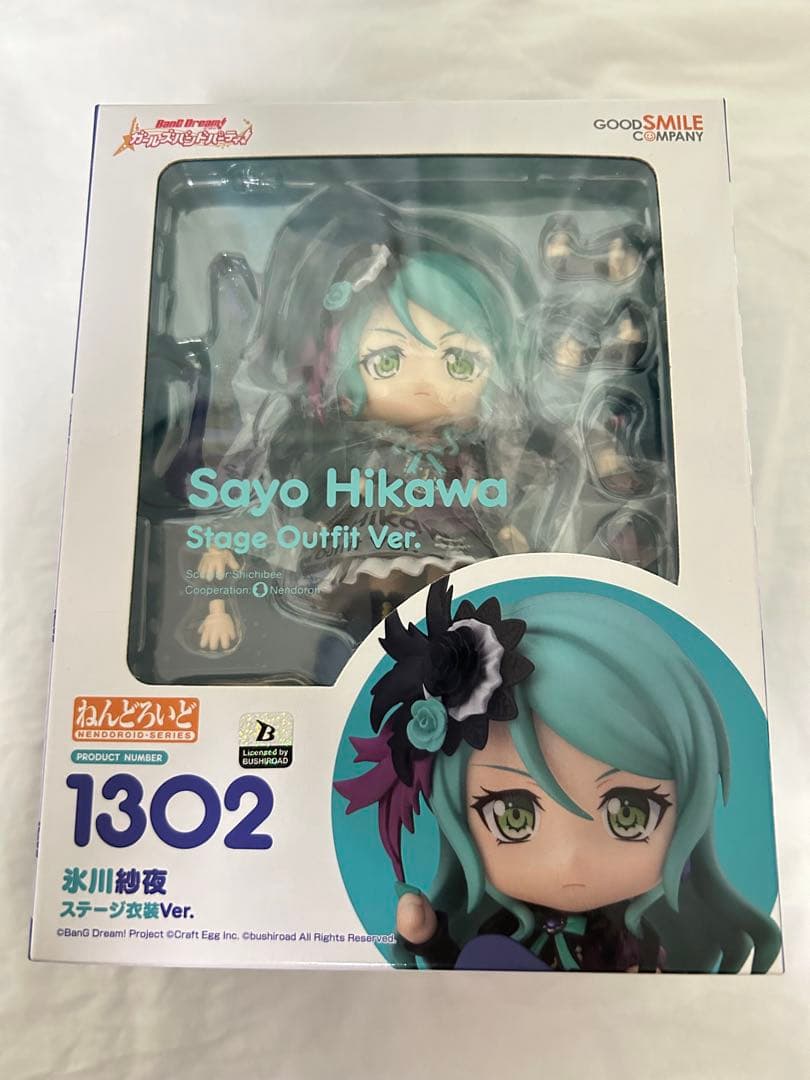 BanG Dream!
ガールズバンドパーティ!
GOOD SMILE
COMPANY
Sayo Hikawa
Stage Outfit Ver.
Shichibee
Cooperation: Nendoron
ねんどろいど
NENDOROID·SERIES
PRODUCT NUMBER
1302
B
Licensed by
BUSHIROAD
氷川紗夜
ステージ衣装Ver.
©BanG Dream! Project ©Craft Egg Inc. ©bushiroad All Rights Reserved.